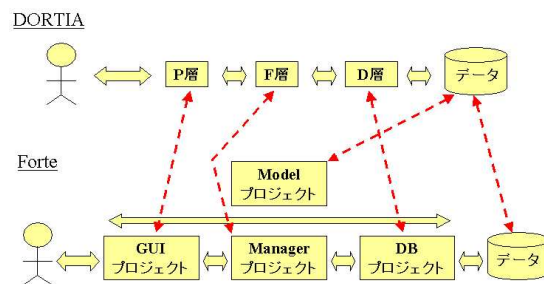 DORTIA
P層
F層
D層
データ
Forte
Model
プロジェクト
GUI
プロジェクト
Manager
プロジェクト
DB
プロジェクト
データ